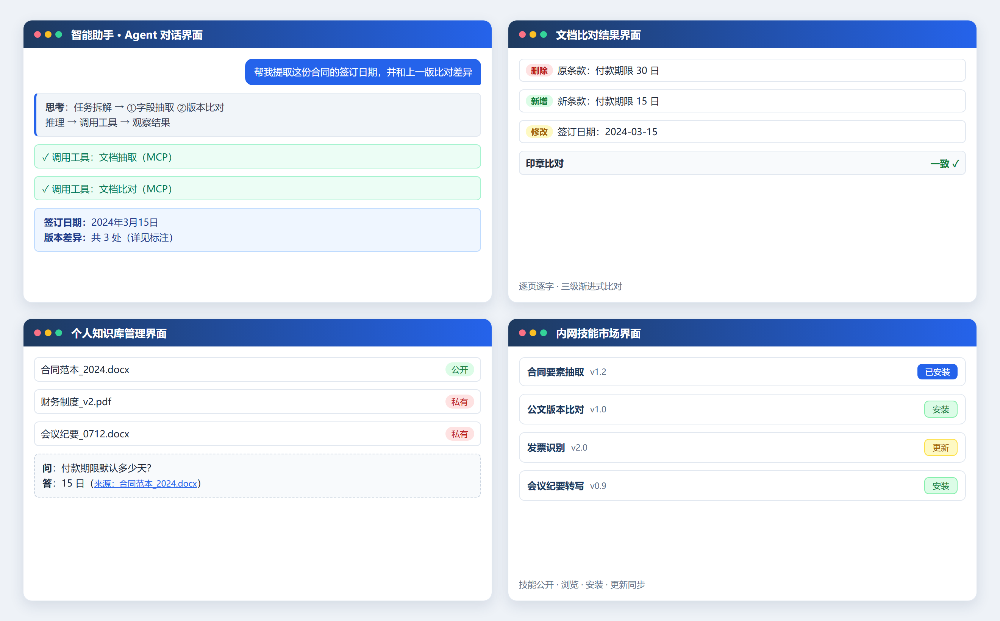 智能助手 • Agent 对话界面
帮我提取这份合同的签订日期，并和上一版比对差异
思考：任务拆解 → ①字段抽取 ②版本比对
推理 → 调用工具 → 观察结果
✓ 调用工具：文档抽取（MCP）
✓ 调用工具：文档比对（MCP）
签订日期：2024年3月15日
版本差异：共 3 处（详见标注）
文档比对结果界面
删除 原条款：付款期限 30 日
新增 新条款：付款期限 15 日
修改 签订日期：2024-03-15
印章比对 一致 ✓
逐页逐字 · 三级渐进式比对
个人知识库管理界面
合同范本_2024.docx 公开
财务制度_v2.pdf 私有
会议纪要_0712.docx 私有
问：付款期限默认多少天？
答：15 日（来源：合同范本_2024.docx）
内网技能市场界面
合同要素抽取 v1.2 已安装
公文版本比对 v1.0 安装
发票识别 v2.0 更新
会议纪要转写 v0.9 安装
技能公开 · 浏览 · 安装 · 更新同步